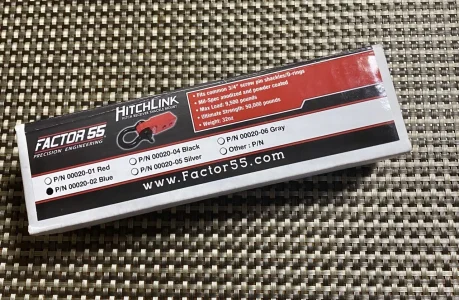 HITCHLINK
FACTOR 55
PRECISION ENGINEERING
• Fits common 3/4" screw pin shackles/D-rings
• Mil-Spec anodized and powder coated
• Max Load: 9,500 pounds
• Ultimate Strength: 50,000 pounds
• Weight: 32oz
P/N 00020-01 Red
P/N 00020-02 Blue
P/N 00020-04 Black
P/N 00020-05 Silver
P/N 00020-06 Gray
Other : P/N
www.Factor55.com